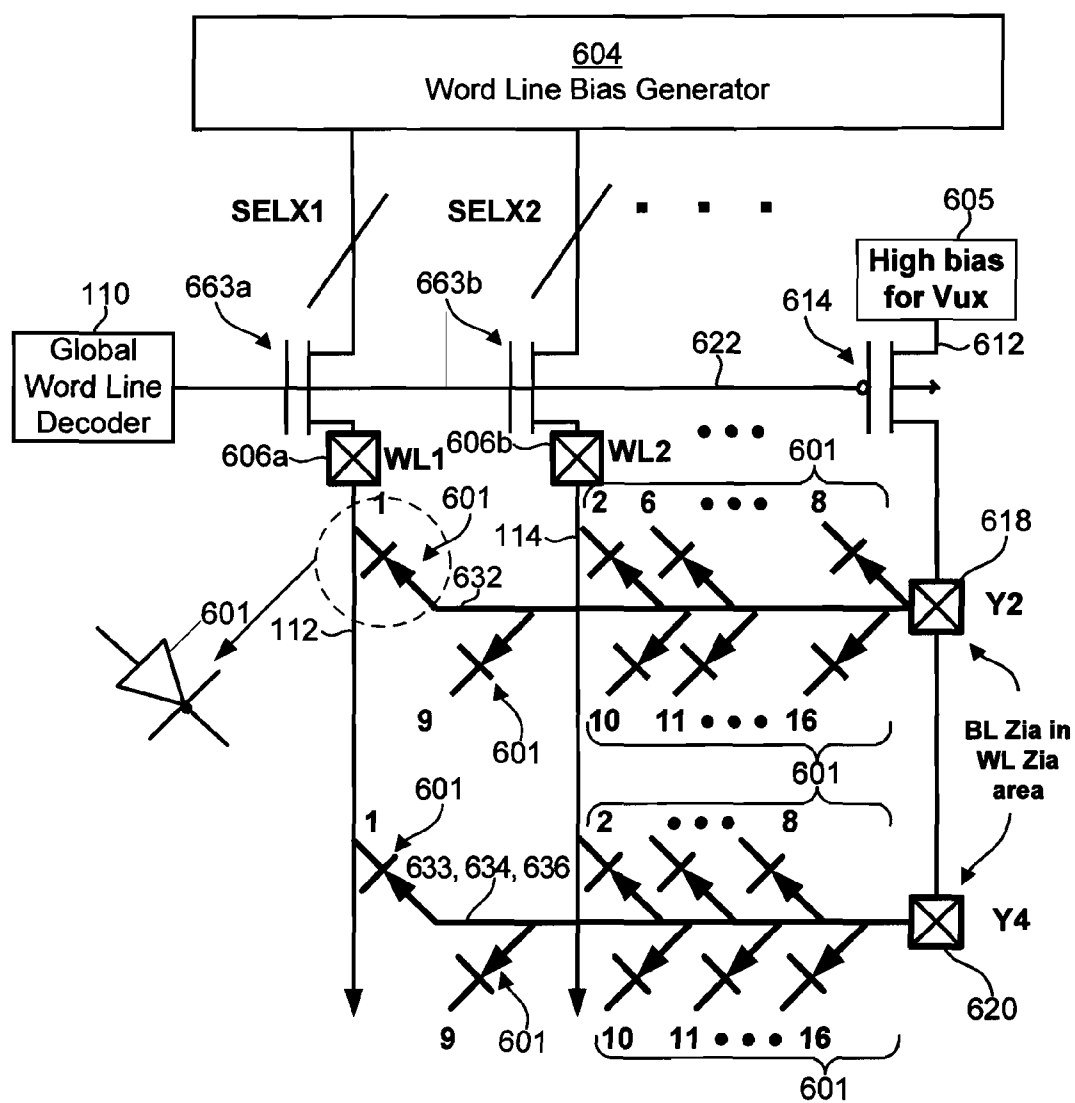 604
Word Line Bias Generator
SELX1
SELX2
605
High bias
for Vux
663a
663b
614
110
Global
Word Line
Decoder
622
612
606a
WL1
606b
WL2
601
1
601
2
6
8
114
618
632
Y2
601
112
9
601
10
11
16
BL Zia in
WL Zia
area
601
601
1
2
8
633, 634, 636
Y4
9
601
10
11
16
620
601